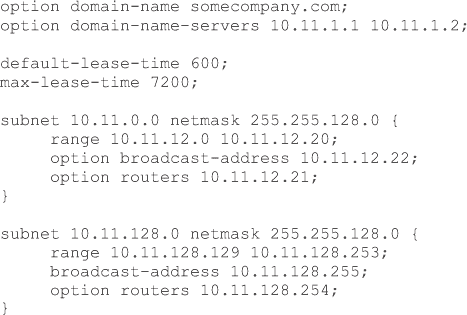 option domain-name somecompany.com;
option domain-name-servers 10.11.1.1 10.11.1.2;

default-lease-time 600;
max-lease-time 7200;

subnet 10.11.0.0 netmask 255.255.128.0 {
     range 10.11.12.0 10.11.12.20;
     option broadcast-address 10.11.12.22;
     option routers 10.11.12.21;
}

subnet 10.11.128.0 netmask 255.255.128.0 {
     range 10.11.128.129 10.11.128.253;
     broadcast-address 10.11.128.255;
     option routers 10.11.128.254;
}